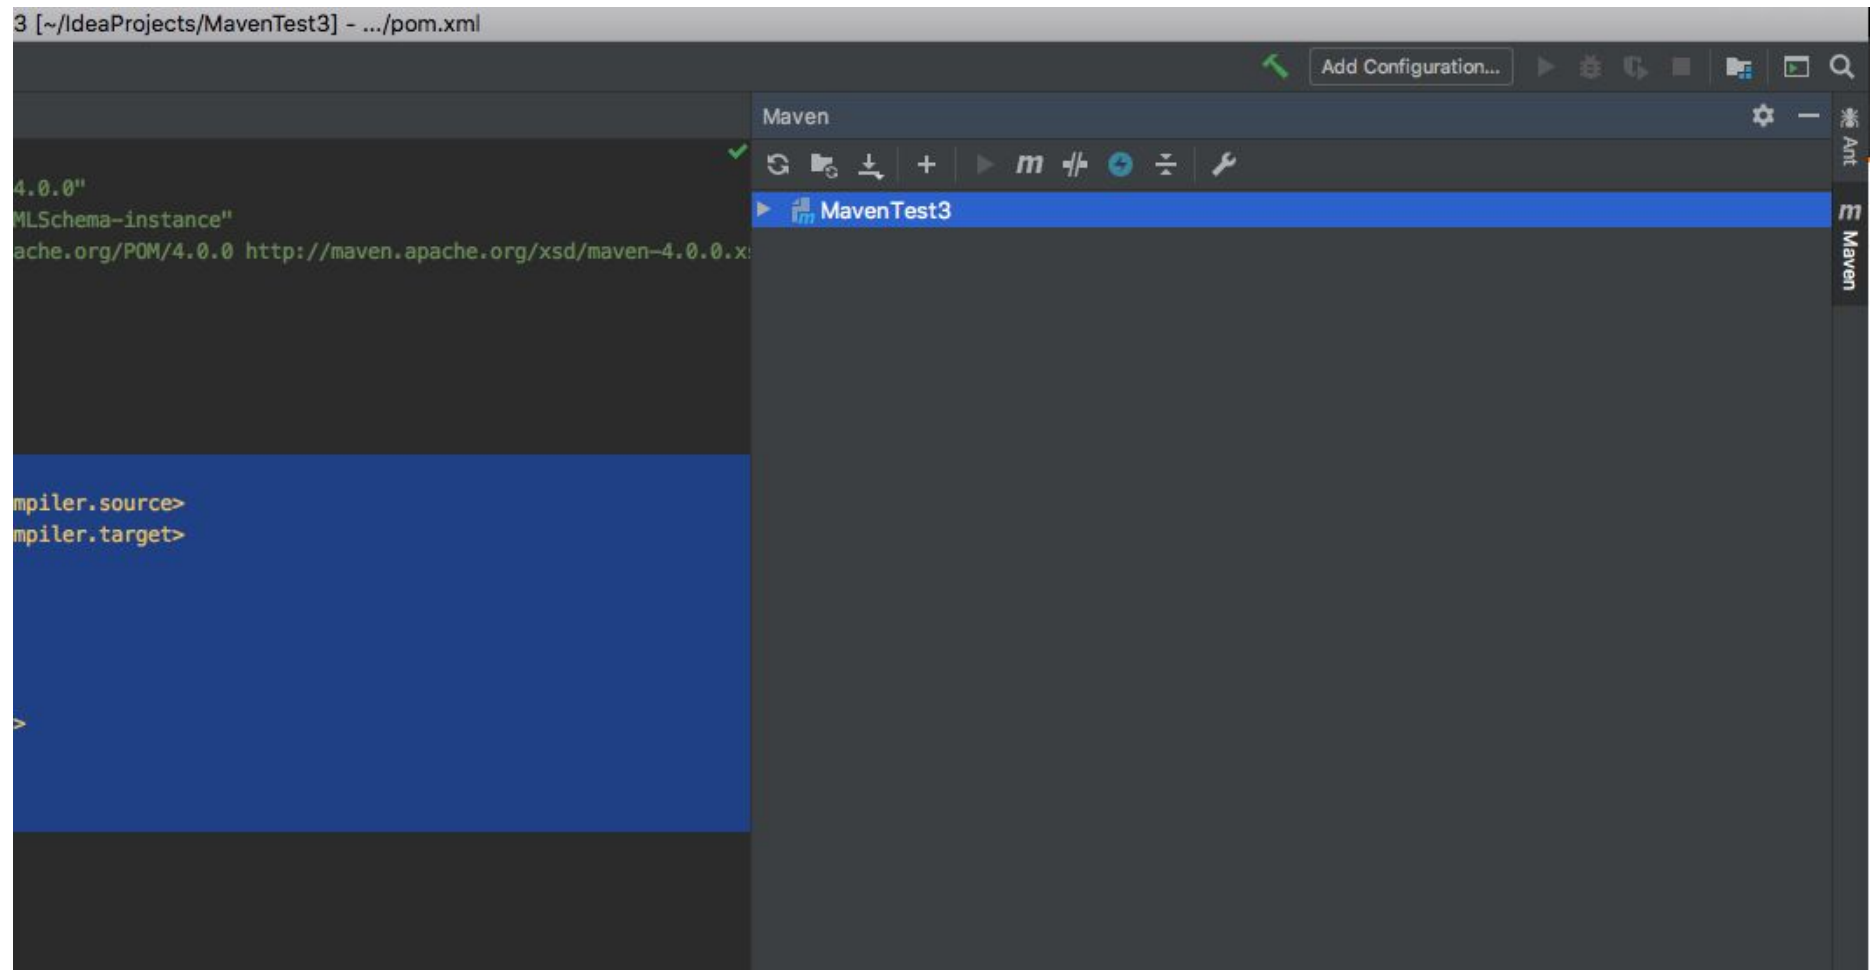 3 [~/IdeaProjects/MavenTest3] - .../pom.xml
Add Configuration...
Maven
Ant
m
MavenTest3
m Maven
4.0.0"
MLSchema-instance"
ache.org/POM/4.0.0 http://maven.apache.org/xsd/maven-4.0.0.x
mpiler.source>
mpiler.target>
>